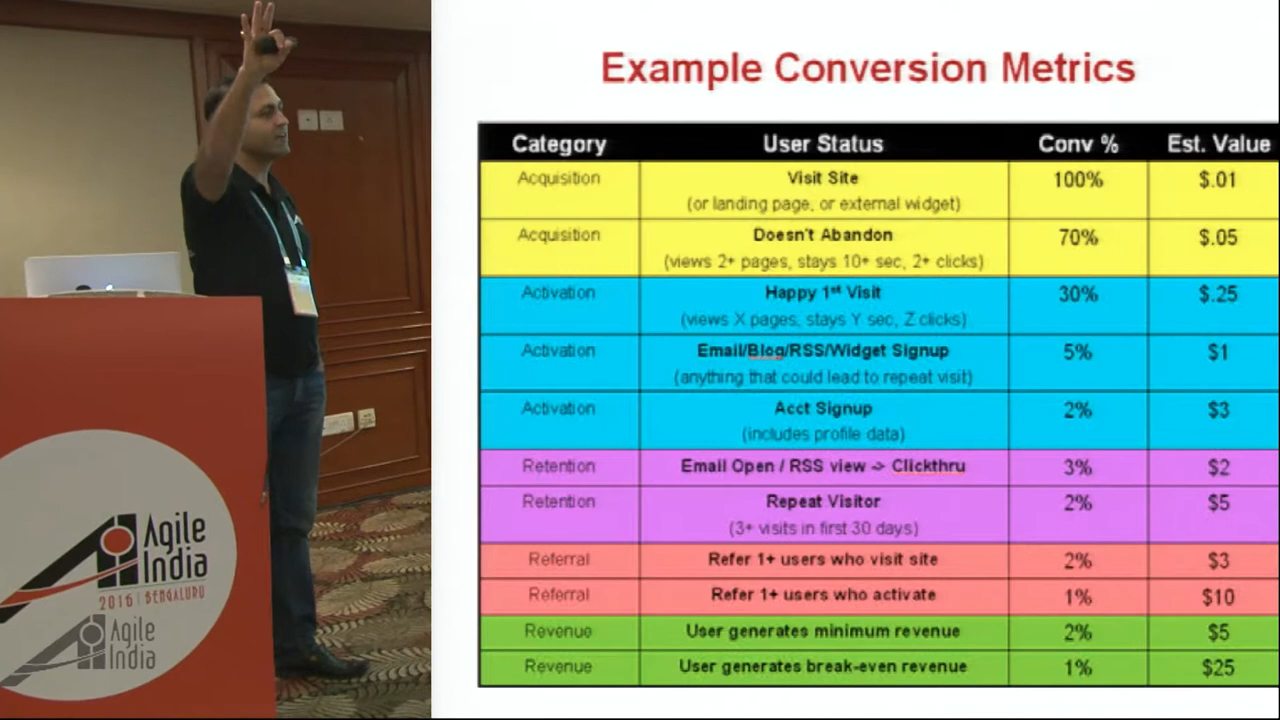 Example Conversion Metrics
Category User Status Conv % Est. Value
Acquisition Visit Site 100% $.01
(or landing page, or external widget)
Acquisition Doesn't Abandon 70% $.05
(views 2+ pages, stays 10+ sec, 2+ clicks)
Activation Happy 1st Visit 30% $.25
(views X pages, stays Y sec, Z clicks)
Activation Email/Blog/RSS/Widget Signup 5% $1
(anything that could lead to repeat visit)
Activation Acct Signup 2% $3
(includes profile data)
Retention Email Open / RSS view -> Clickthru 3% $2
Retention Repeat Visitor 2% $5
(3+ visits in first 30 days)
Referral Refer 1+ users who visit site 2% $3
Referral Refer 1+ users who activate 1% $10
Revenue User generates minimum revenue 2% $5
Revenue User generates break-even revenue 1% $25
Agile
India
2016 | BENGALURU
Agile
India